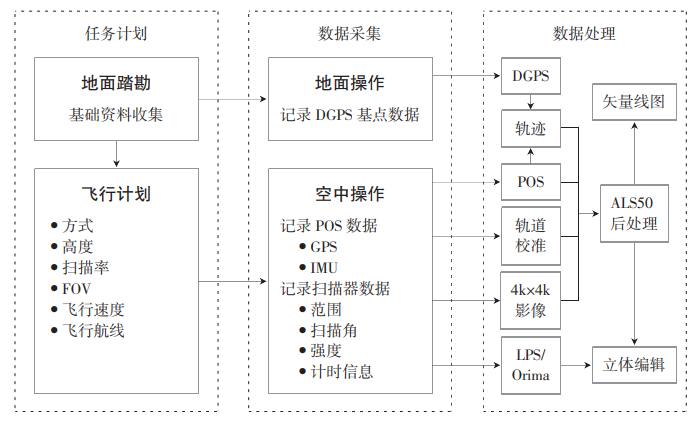 任务计划
地面踏勘
基础资料收集
飞行计划
● 方式
● 高度
● 扫描率
● FOV
● 飞行速度
● 飞行航线
数据采集
地面操作
记录 DGPS 基点数据
空中操作
记录 POS 数据
● GPS
● IMU
记录扫描器数据
● 范围
● 扫描角
● 强度
● 计时信息
数据处理
DGPS
轨迹
POS
轨道
校准
4k×4k
影像
LPS/
Orima
矢量线图
ALS50
后处理
立体编辑